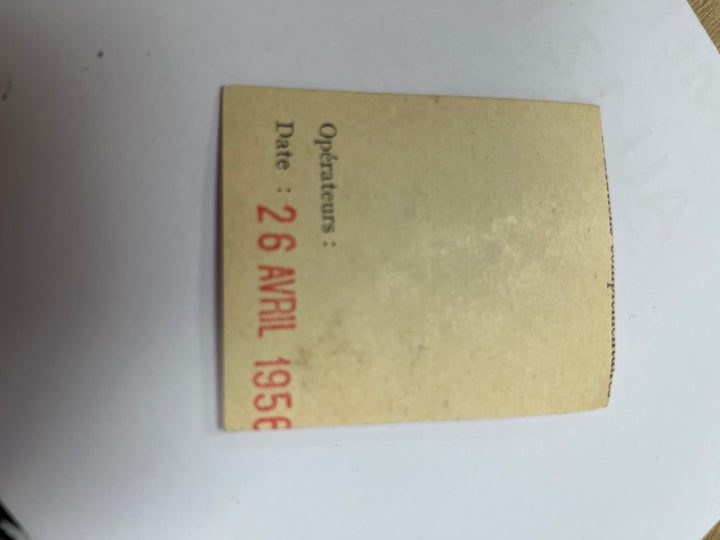 Opérateurs :
Date : 26 AVRIL 1956